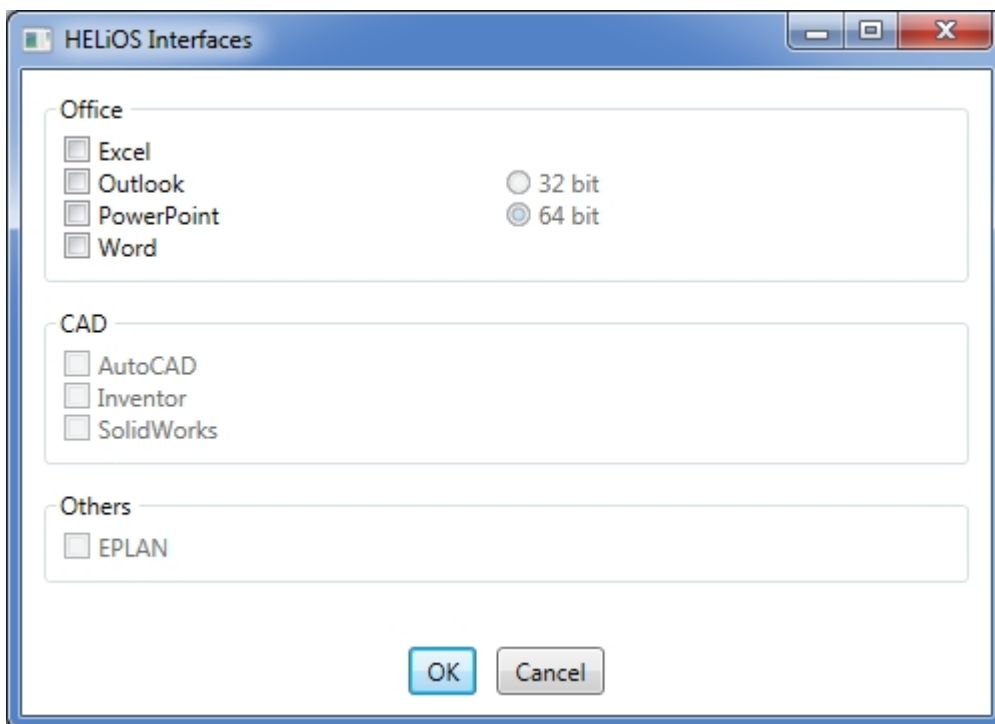 HELiOS Interfaces
Office
Excel
Outlook
32 bit
PowerPoint
64 bit
Word
CAD
AutoCAD
Inventor
SolidWorks
Others
EPLAN
OK
Cancel